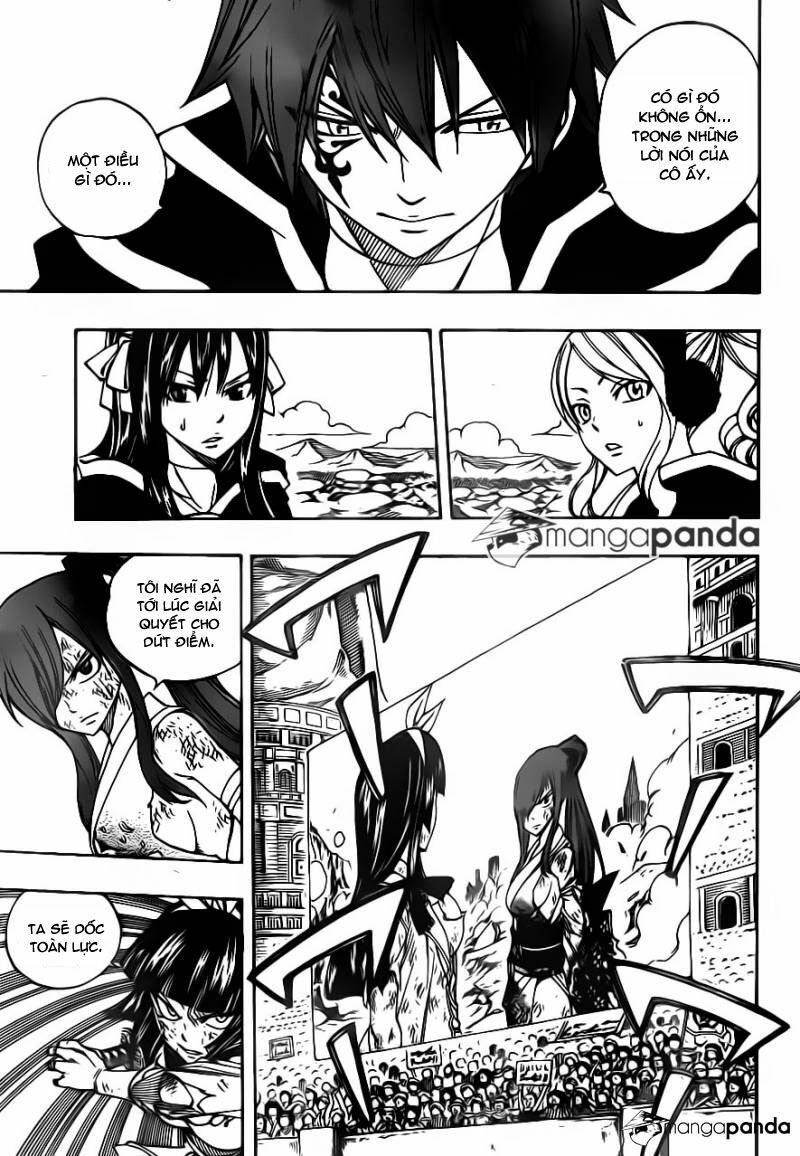 CÓ GÌ ĐÓ
KHÔNG ỔN...
TRONG NHỮNG
LỜI NÓI CỦA
CÔ ẤY.
MỘT ĐIỀU
GÌ ĐÓ...
mangapanda
TÔI NGHĨ ĐÃ
TỚI LÚC GIẢI
QUYẾT CHO
DỨT ĐIỂM.
TA SẼ DỐC
TOÀN LỰC.
mangapanda